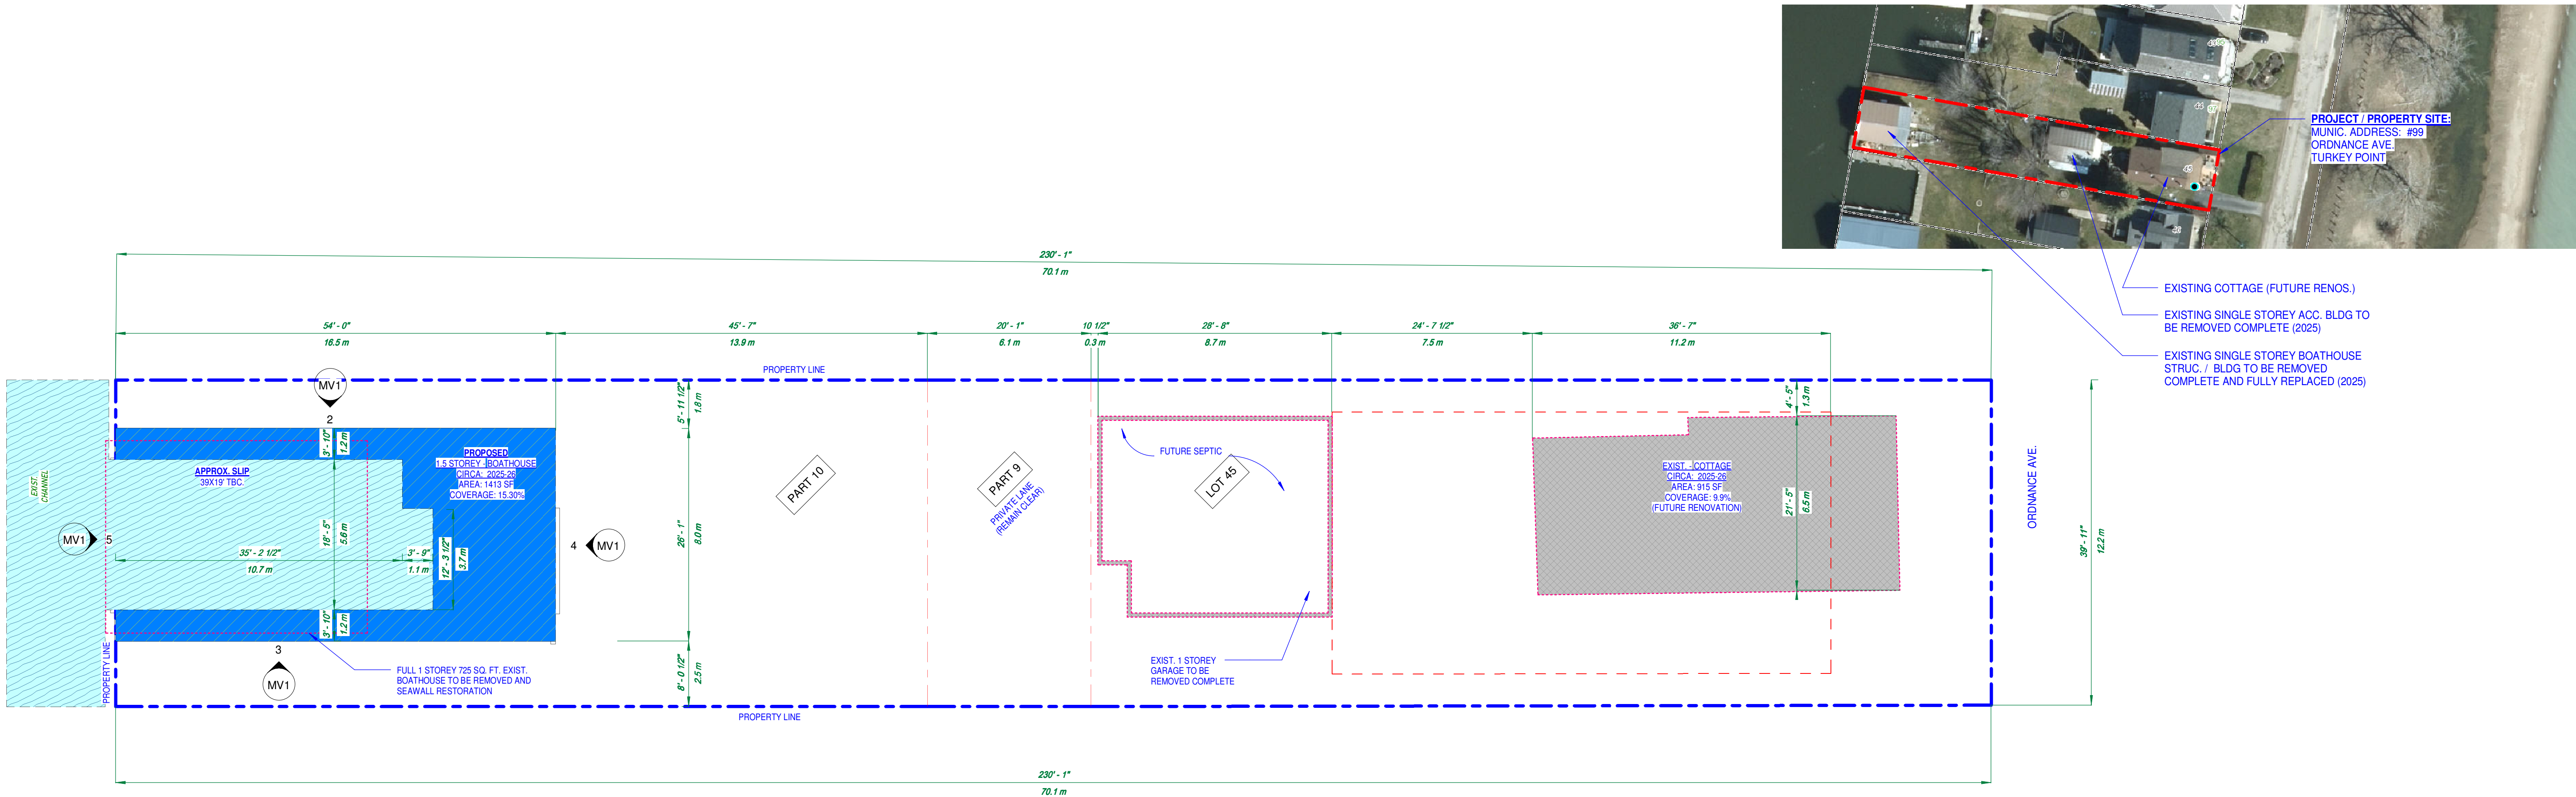 PROJECT / PROPERTY SITE:
MUNIC. ADDRESS: #99
ORDNANCE AVE.
TURKEY POINT
44
45
46
EXISTING COTTAGE (FUTURE RENOS.)
EXISTING SINGLE STOREY ACC. BLDG TO
BE REMOVED COMPLETE (2025)
EXISTING SINGLE STOREY BOATHOUSE
STRUC. / BLDG TO BE REMOVED
COMPLETE AND FULLY REPLACED (2025)
230' - 1"
70.1 m
54' - 0"
16.5 m
45' - 7"
13.9 m
20' - 1"
6.1 m
10 1/2"
0.3 m
28' - 8"
8.7 m
24' - 7 1/2"
7.5 m
36' - 7"
11.2 m
PROPERTY LINE
MV1
2
5' - 11 1/2"
1.8 m
4' - 5"
1.3 m
3' - 10"
1.2 m
PROPOSED
1.5 STOREY - BOATHOUSE
CIRCA: 2025-26
AREA: 1413 SF
COVERAGE: 15.30%
APPROX. SLIP
39X19' TBC.
EXIST.
CHANNEL
PART 10
PART 9
PRIVATE LANE
(REMAIN CLEAR)
FUTURE SEPTIC
LOT 45
EXIST. - COTTAGE
CIRCA: 2025-26
AREA: 915 SF
COVERAGE: 9.9%
(FUTURE RENOVATION)
21' - 5"
6.5 m
ORDNANCE AVE.
39' - 11"
12.2 m
MV1
5
18' - 5"
5.6 m
35' - 2 1/2"
10.7 m
3' - 9"
1.1 m
12' - 3 1/2"
3.7 m
4
MV1
26' - 1"
8.0 m
3' - 10"
1.2 m
3
MV1
PROPERTY LINE
FULL 1 STOREY 725 SQ. FT. EXIST.
BOATHOUSE TO BE REMOVED AND
SEAWALL RESTORATION
8' - 0 1/2"
2.5 m
EXIST. 1 STOREY
GARAGE TO BE
REMOVED COMPLETE
PROPERTY LINE
230' - 1"
70.1 m